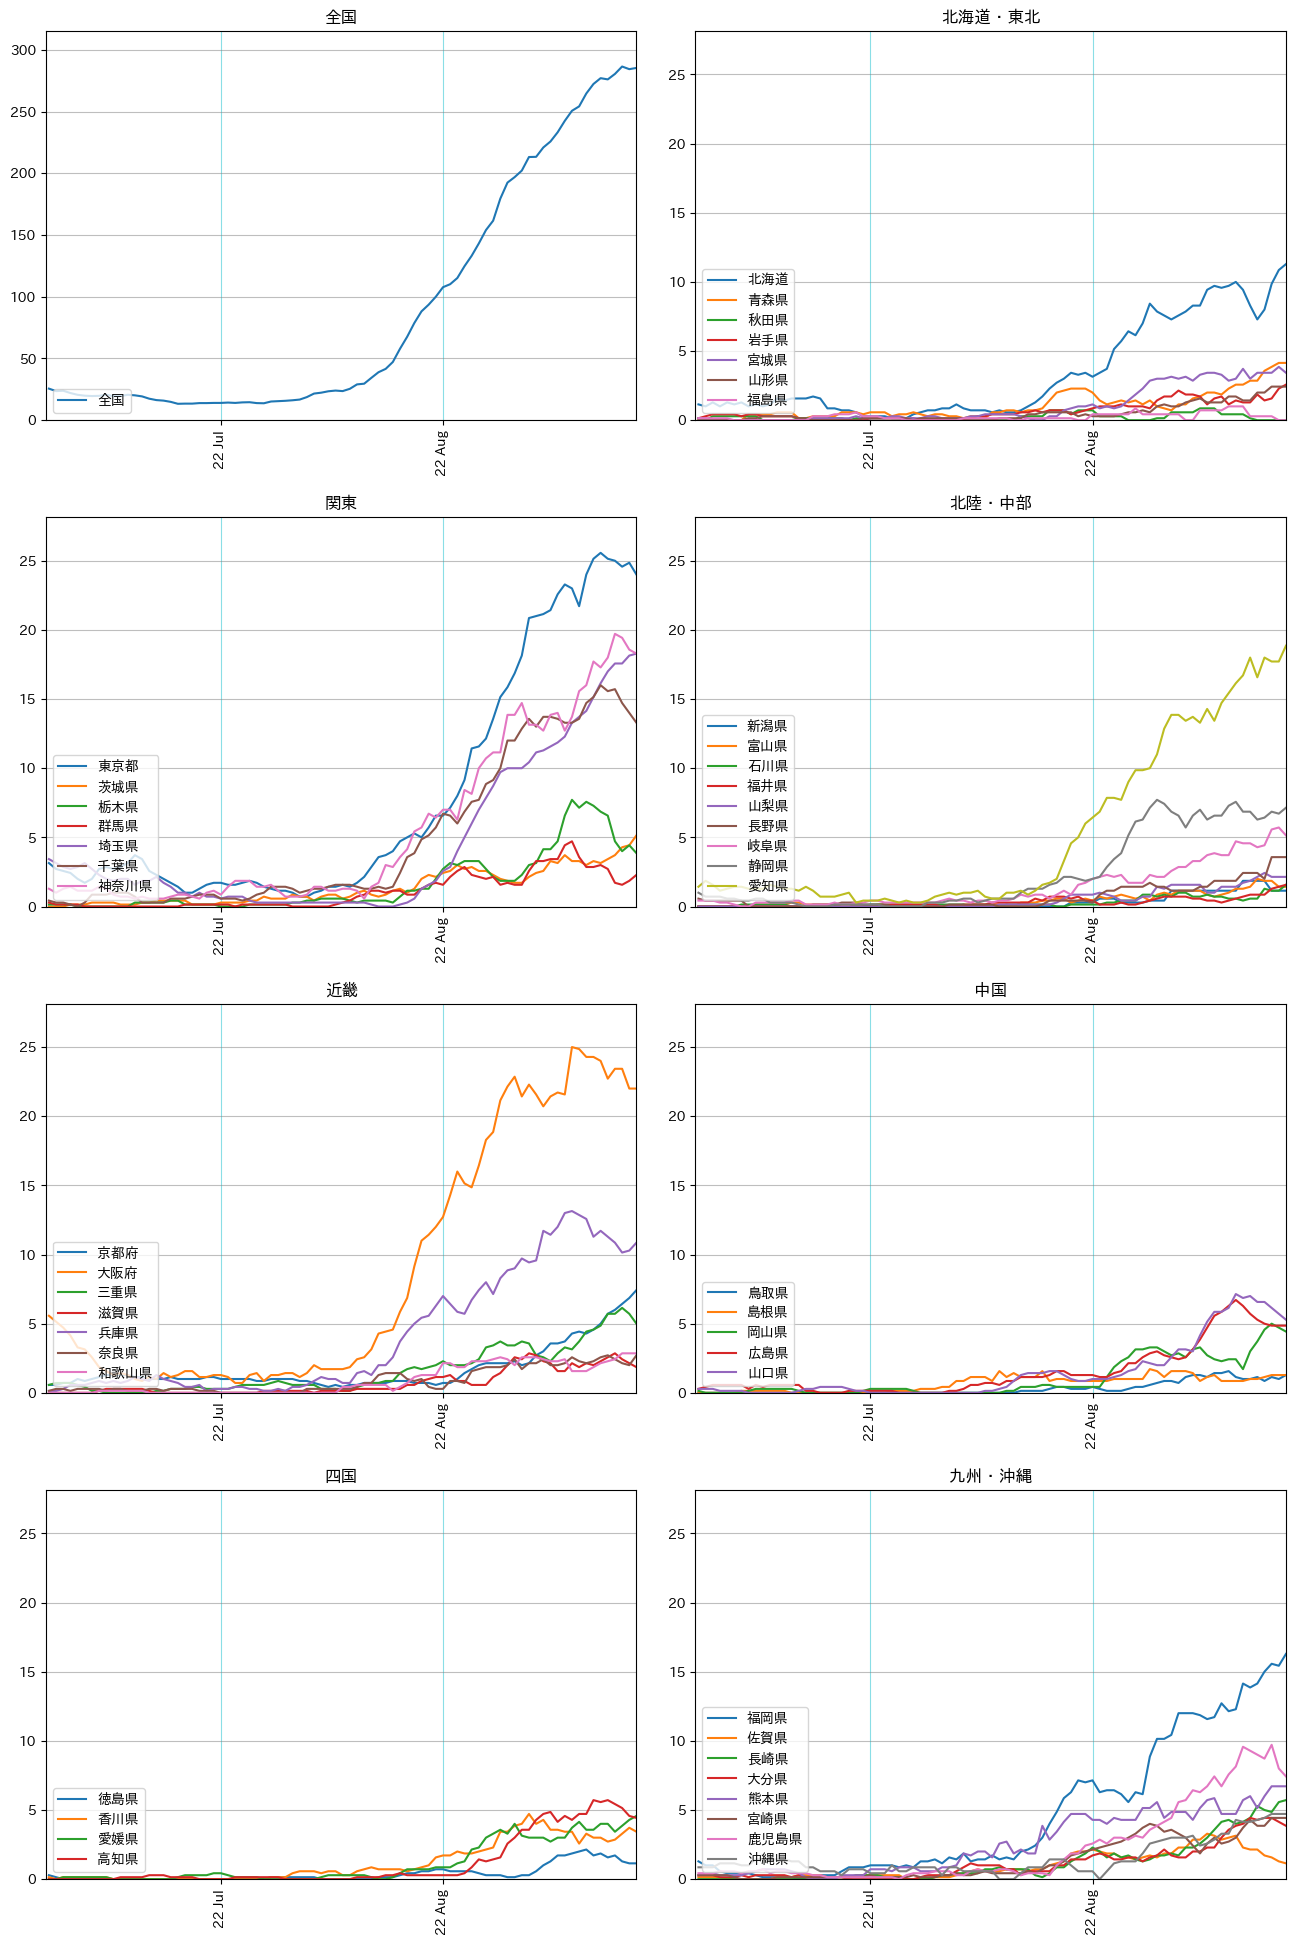 全国
300
250
200
150
100
50
0
全国
22 Jul
22 Aug
北海道・東北
25
20
15
10
5
0
北海道
青森県
秋田県
岩手県
宮城県
山形県
福島県
22 Jul
22 Aug
関東
25
20
15
10
5
0
東京都
茨城県
栃木県
群馬県
埼玉県
千葉県
神奈川県
22 Jul
22 Aug
北陸・中部
25
20
15
10
5
0
新潟県
富山県
石川県
福井県
山梨県
長野県
岐阜県
静岡県
愛知県
22 Jul
22 Aug
近畿
25
20
15
10
5
0
京都府
大阪府
三重県
滋賀県
兵庫県
奈良県
和歌山県
22 Jul
22 Aug
中国
25
20
15
10
5
0
鳥取県
島根県
岡山県
広島県
山口県
22 Jul
22 Aug
四国
25
20
15
10
5
0
徳島県
香川県
愛媛県
高知県
22 Jul
22 Aug
九州・沖縄
25
20
15
10
5
0
福岡県
佐賀県
長崎県
大分県
熊本県
宮崎県
鹿児島県
沖縄県
22 Jul
22 Aug